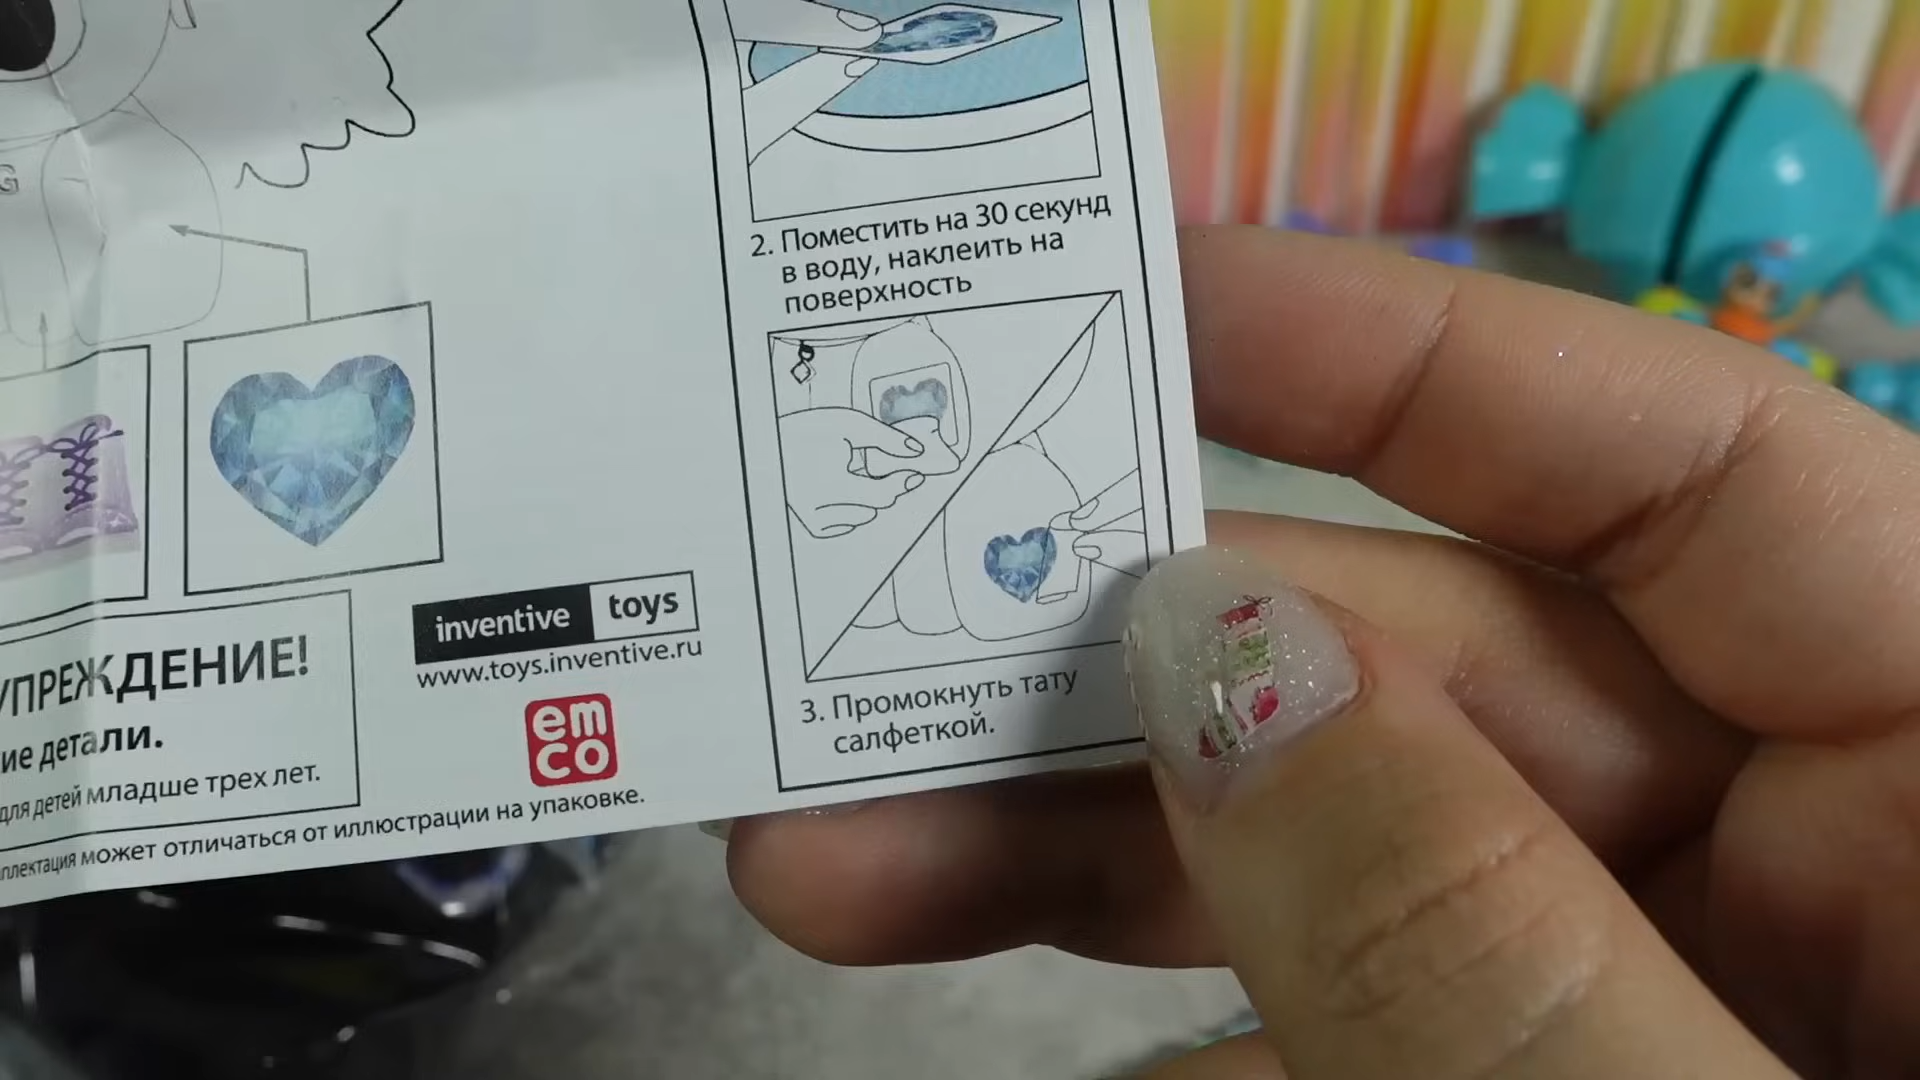 G
2. Поместить на 30 секунд
в воду, наклеить на
поверхность
3. Промокнуть тату
салфеткой.
inventive toys
www.toys.inventive.ru
em
co
УПРЕЖДЕНИЕ!
ие детали.
для детей младше трех лет.
плектация может отличаться от иллюстрации на упаковке.